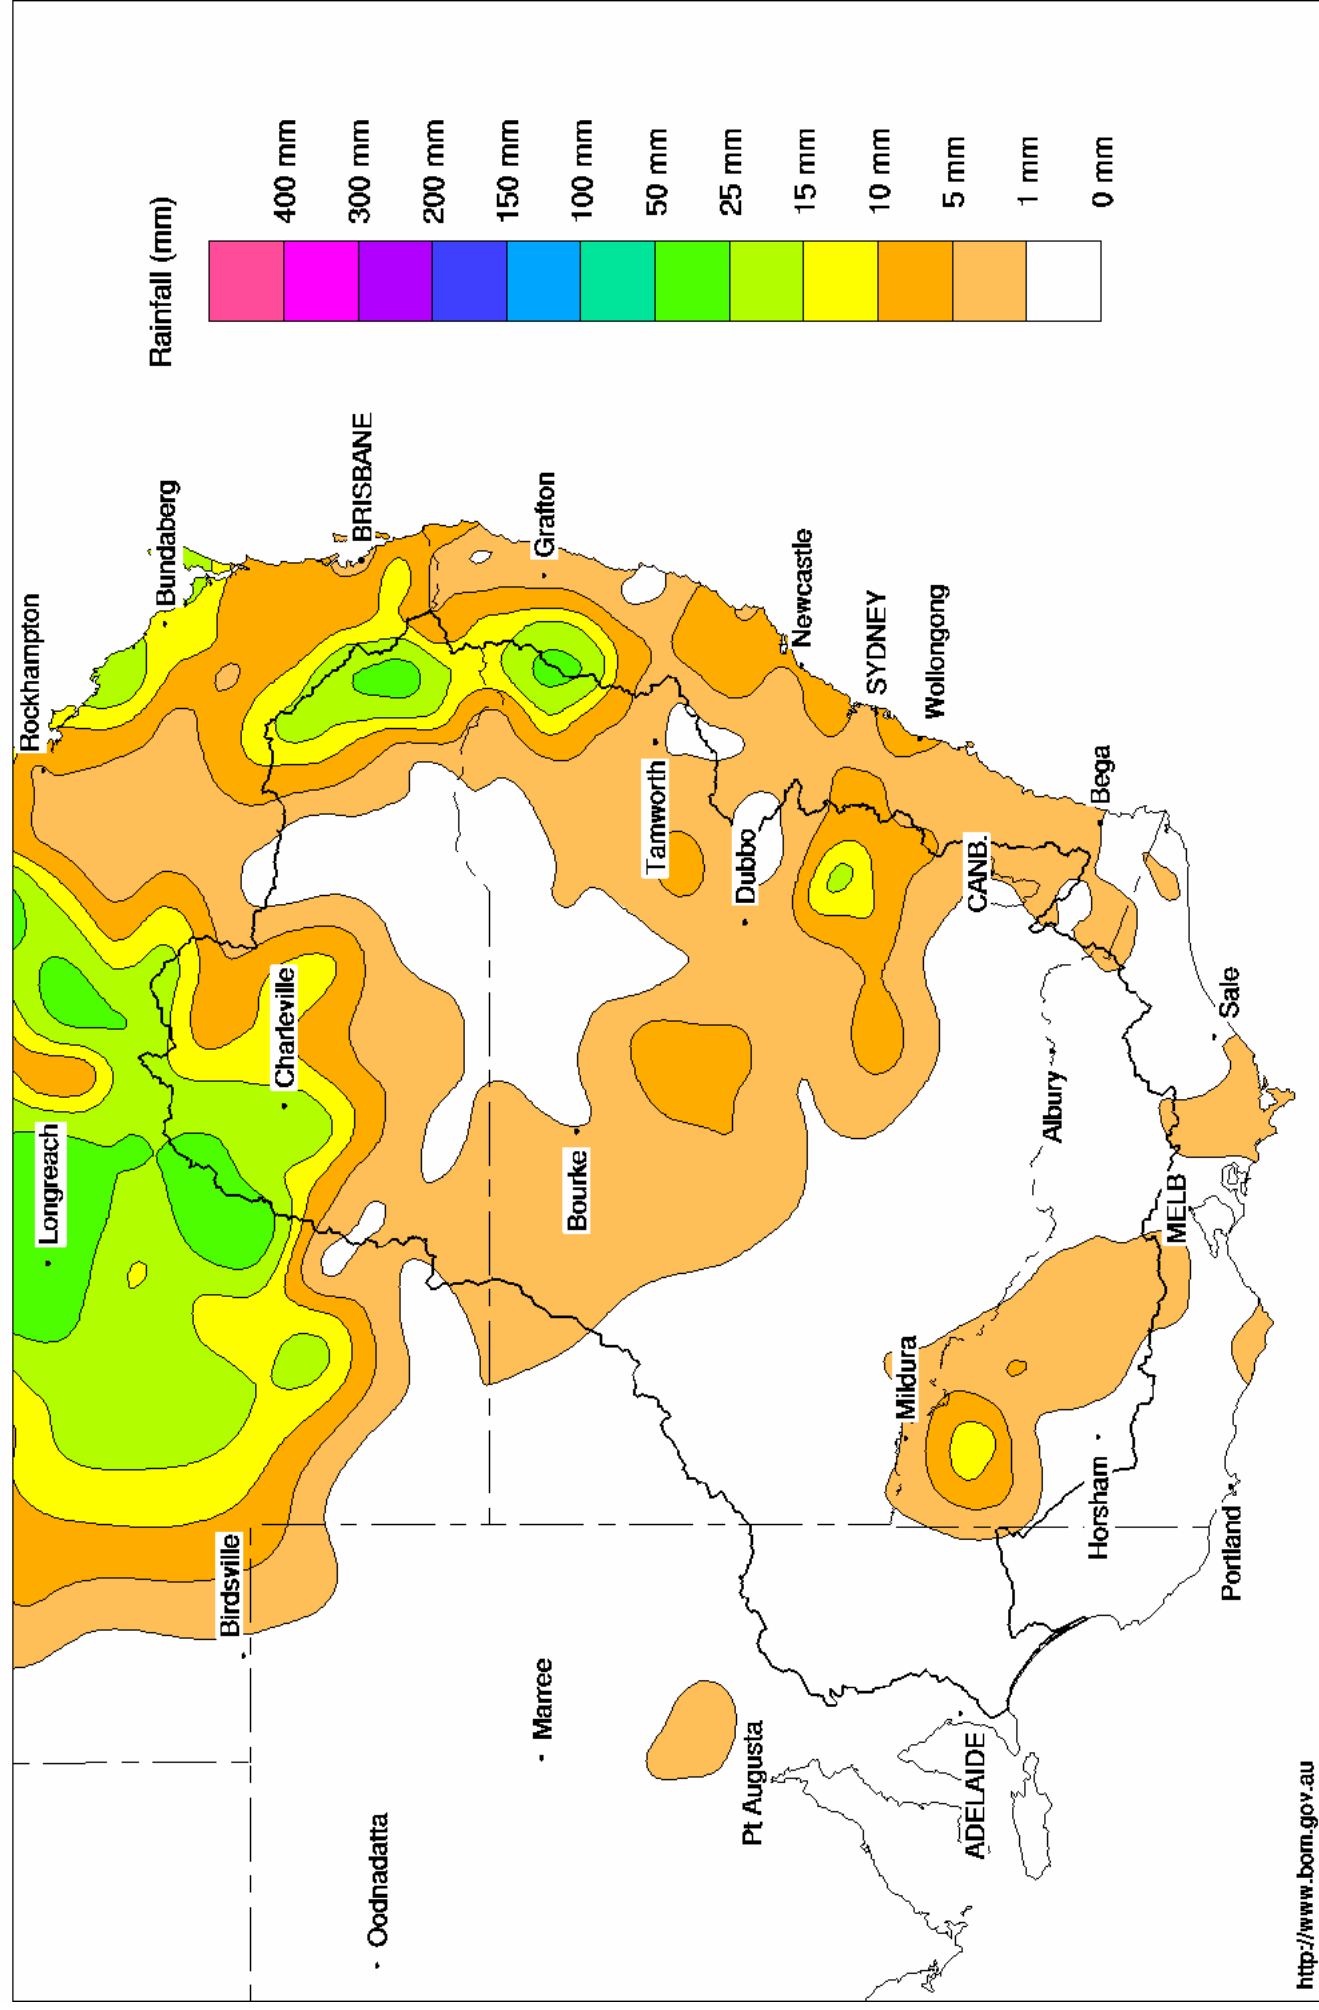 Rainfall (mm)
400 mm
300 mm
200 mm
150 mm
100 mm
50 mm
25 mm
15 mm
10 mm
5 mm
1 mm
0 mm
Rockhampton
Bundaberg
BRISBANE
Grafton
Newcastle
SYDNEY
Wollongong
Bega
Tamworth
Dubbo
CANB.
Longreach
Charleville
Bourke
Albury
Sale
MELB
Mildura
Horsham
Portland
Birdsville
Marree
Pt Augusta
ADELAIDE
Oodnadatta
http://www.bom.gov.au